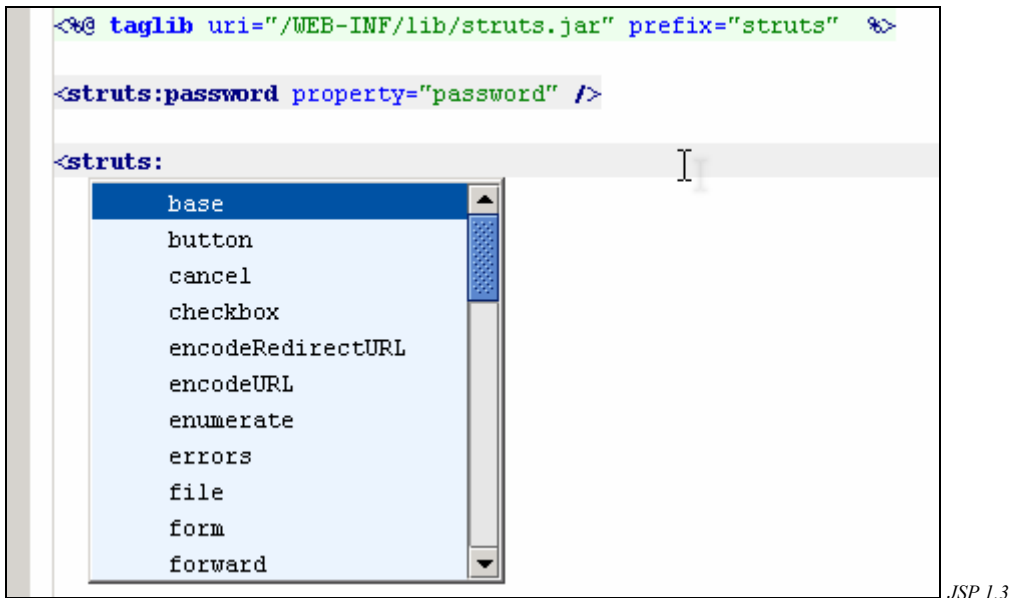 <%@ taglib uri="/WEB-INF/lib/struts.jar" prefix="struts"  %>
<struts:password property="password" />
<struts:
base
button
cancel
checkbox
encodeRedirectURL
encodeURL
enumerate
errors
file
form
forward
JSP 1.3